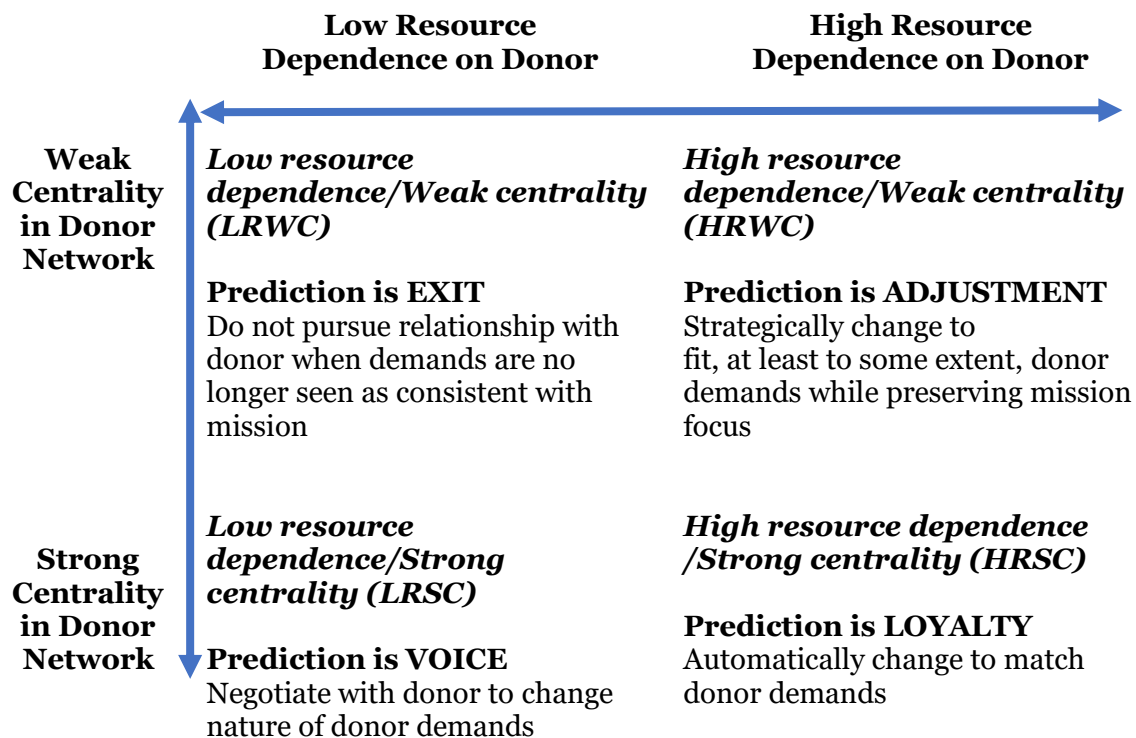 Low Resource
Dependence on Donor
High Resource
Dependence on Donor
Weak
Centrality
in Donor
Network
Low resource
dependence/Weak centrality
(LRWC)
Prediction is EXIT
Do not pursue relationship with
donor when demands are no
longer seen as consistent with
mission
High resource
dependence/Weak centrality
(HRWC)
Prediction is ADJUSTMENT
Strategically change to
fit, at least to some extent, donor
demands while preserving mission
focus
Strong
Centrality
in Donor
Network
Low resource
dependence/Strong
centrality (LRSC)
Prediction is VOICE
Negotiate with donor to change
nature of donor demands
High resource dependence
/Strong centrality (HRSC)
Prediction is LOYALTY
Automatically change to match
donor demands